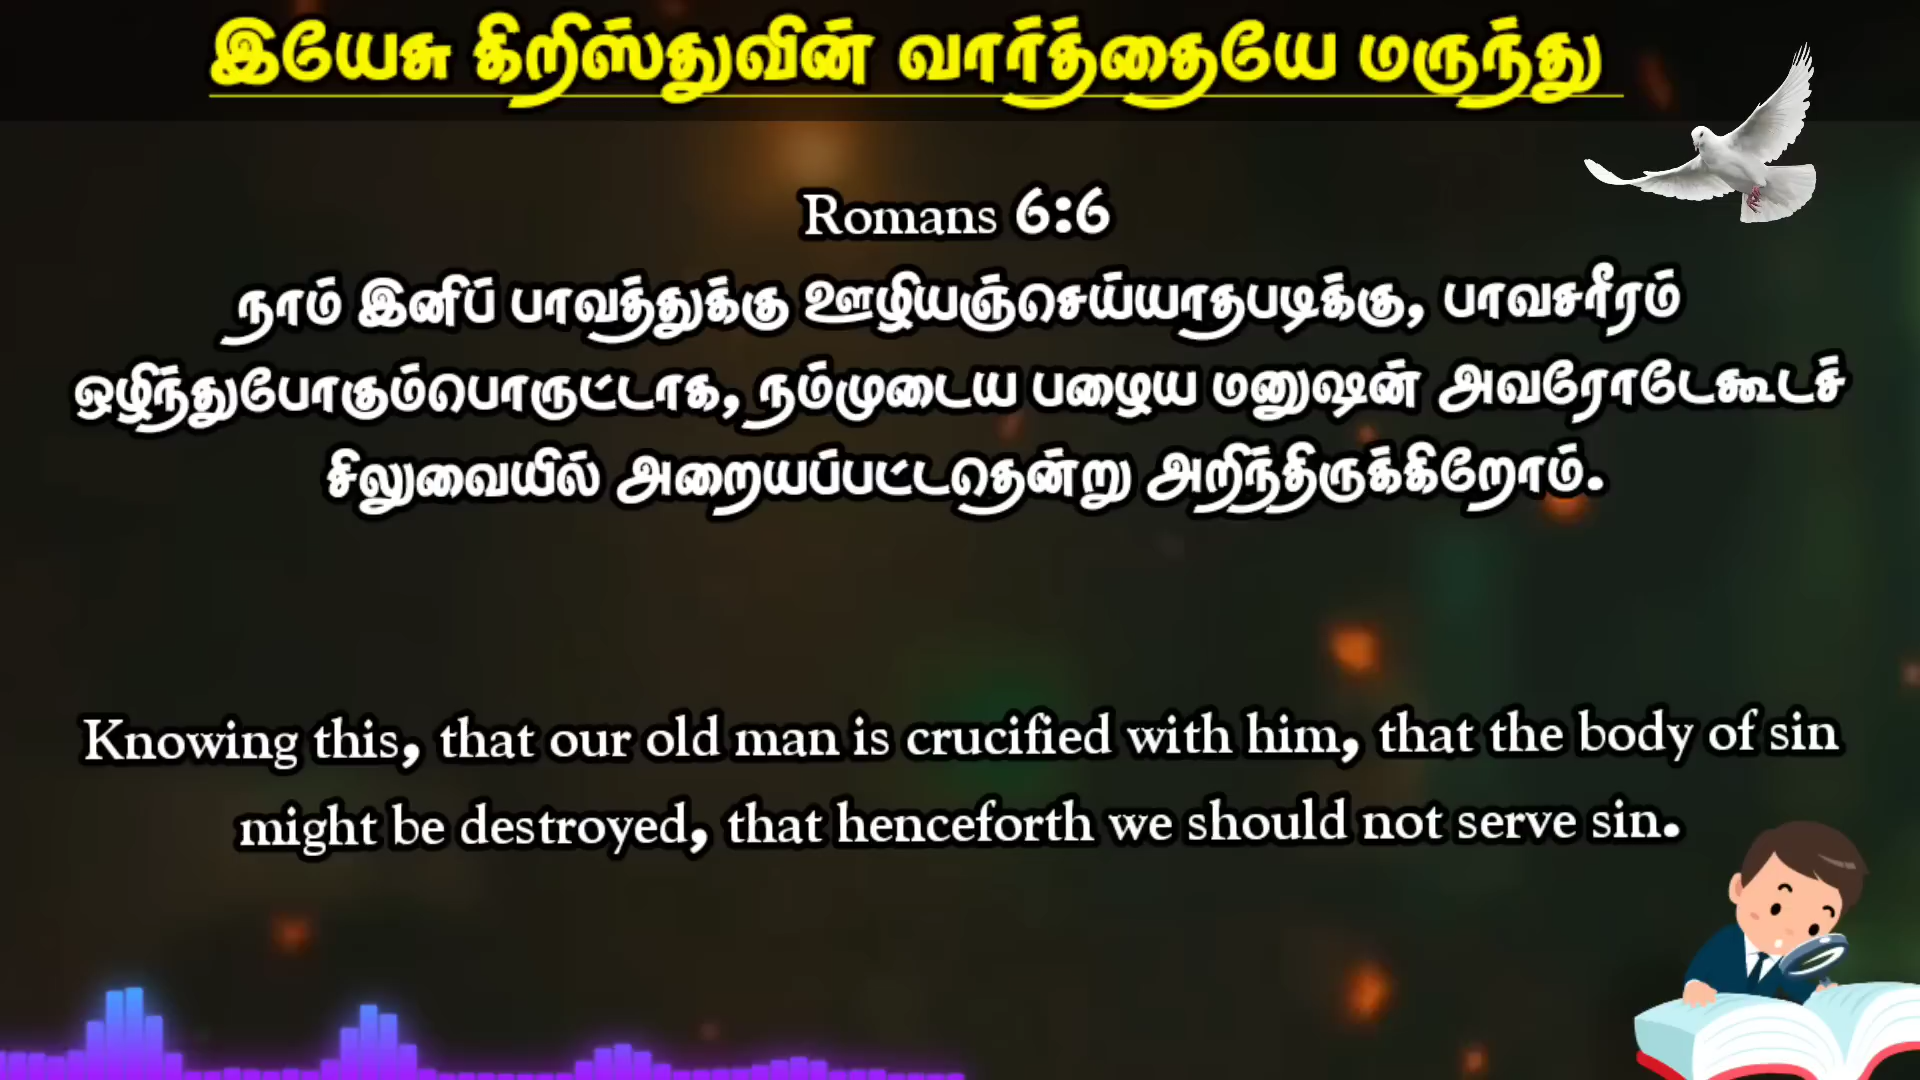 இயேசு கிறிஸ்துவின் வார்த்தையே மருந்து
Romans 6:6
நாம் இனிப் பாவத்துக்கு ஊழியஞ்செய்யாதபடிக்கு, பாவசரீரம்
ஒழிந்துபோகும்பொருட்டாக, நம்முடைய பழைய மனுஷன் அவரோடேகூடச்
சிலுவையில் அறையப்பட்டதென்று அறிந்திருக்கிறோம்.
Knowing this, that our old man is crucified with him, that the body of sin
might be destroyed, that henceforth we should not serve sin.